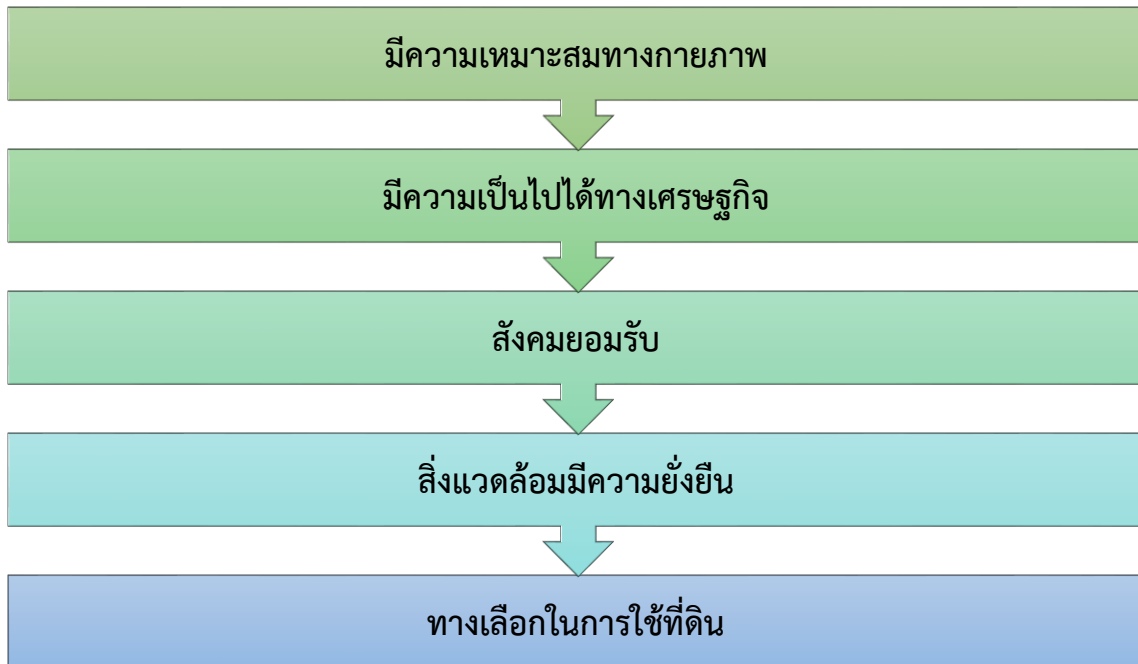 มีความเหมาะสมทางกายภาพ
มีความเป็นไปได้ทางเศรษฐกิจ
สังคมยอมรับ
สิ่งแวดล้อมมีความยั่งยืน
ทางเลือกในการใช้ที่ดิน